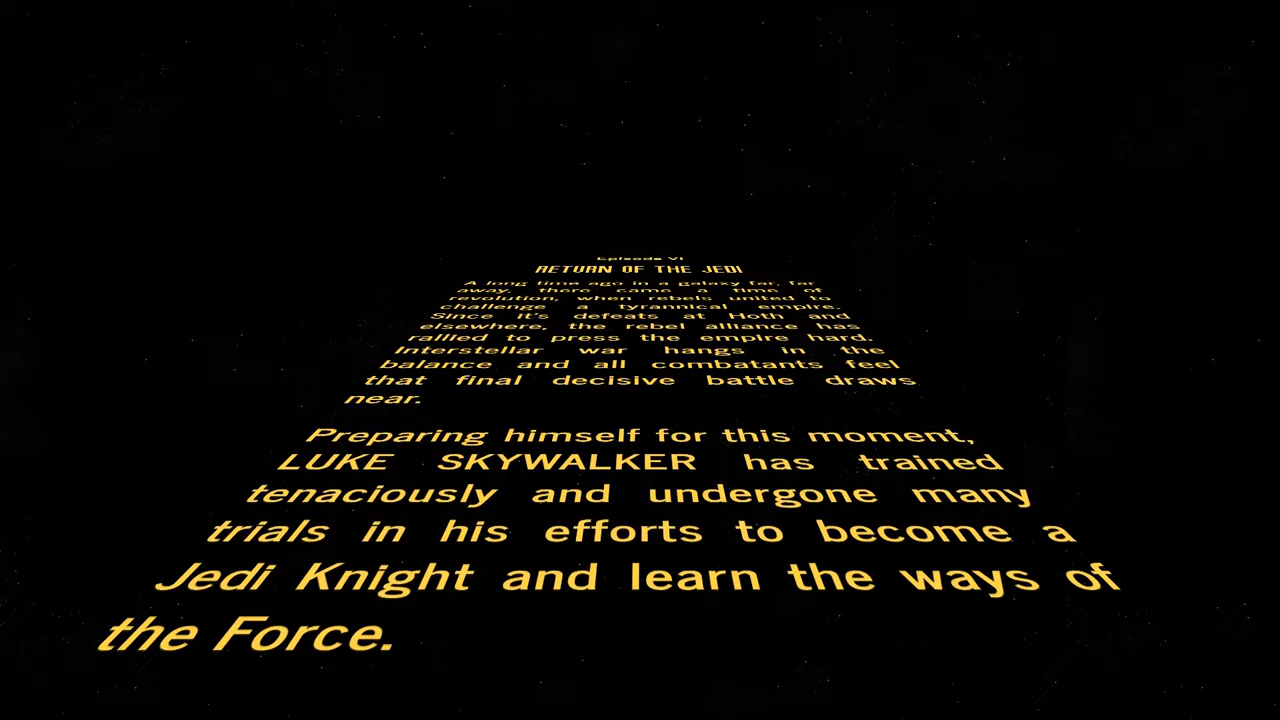 Episode VI
RETURN OF THE JEDI
A long time ago in a galaxy far, far
away, there came a time of
revolution, when rebels united to
challenge a tyrannical empire.
Since it's defeats at Hoth and
elsewhere, the rebel alliance has
rallied to press the empire hard.
Interstellar war hangs in the
balance and all combatants feel
that final decisive battle draws
near.
Preparing himself for this moment,
LUKE SKYWALKER has trained
tenaciously and undergone many
trials in his efforts to become a
Jedi Knight and learn the ways of
the Force.